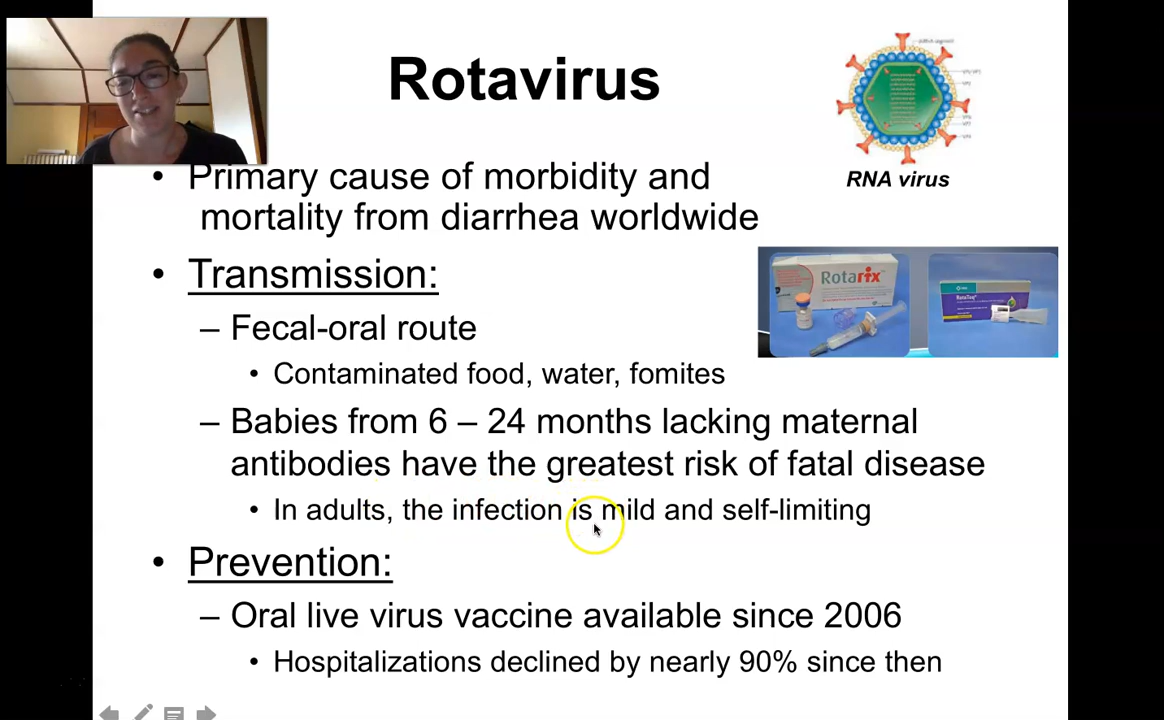 Rotavirus
RNA virus
• Primary cause of morbidity and
mortality from diarrhea worldwide
Rotarix
RotaTeq
• Transmission:
– Fecal-oral route
• Contaminated food, water, fomites
– Babies from 6 – 24 months lacking maternal
antibodies have the greatest risk of fatal disease
• In adults, the infection is mild and self-limiting
• Prevention:
– Oral live virus vaccine available since 2006
• Hospitalizations declined by nearly 90% since then